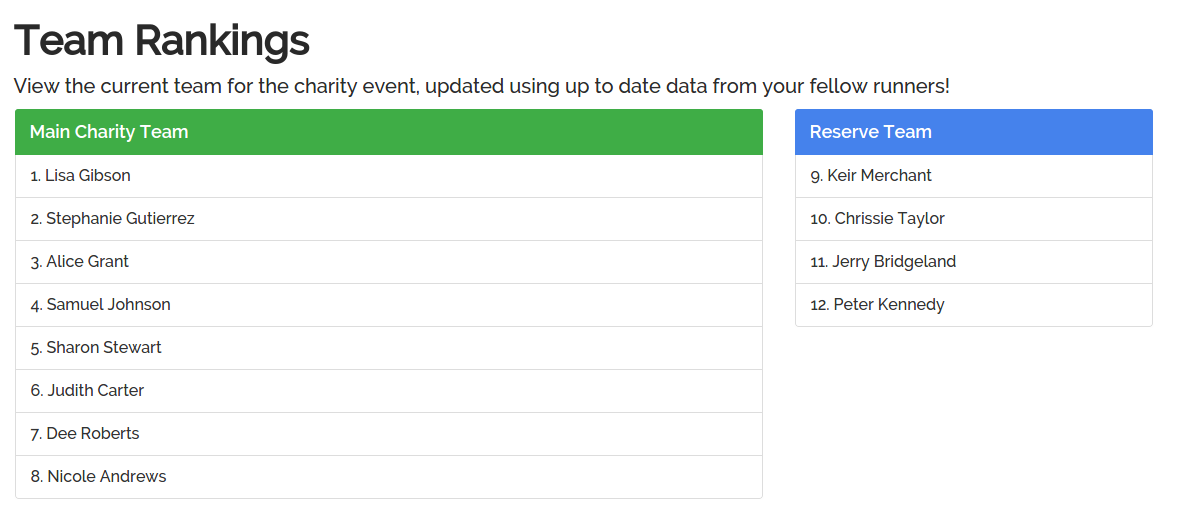 Team Rankings
View the current team for the charity event, updated using up to date data from your fellow runners!
Main Charity Team
1. Lisa Gibson
2. Stephanie Gutierrez
3. Alice Grant
4. Samuel Johnson
5. Sharon Stewart
6. Judith Carter
7. Dee Roberts
8. Nicole Andrews
Reserve Team
9. Keir Merchant
10. Chrissie Taylor
11. Jerry Bridgeland
12. Peter Kennedy